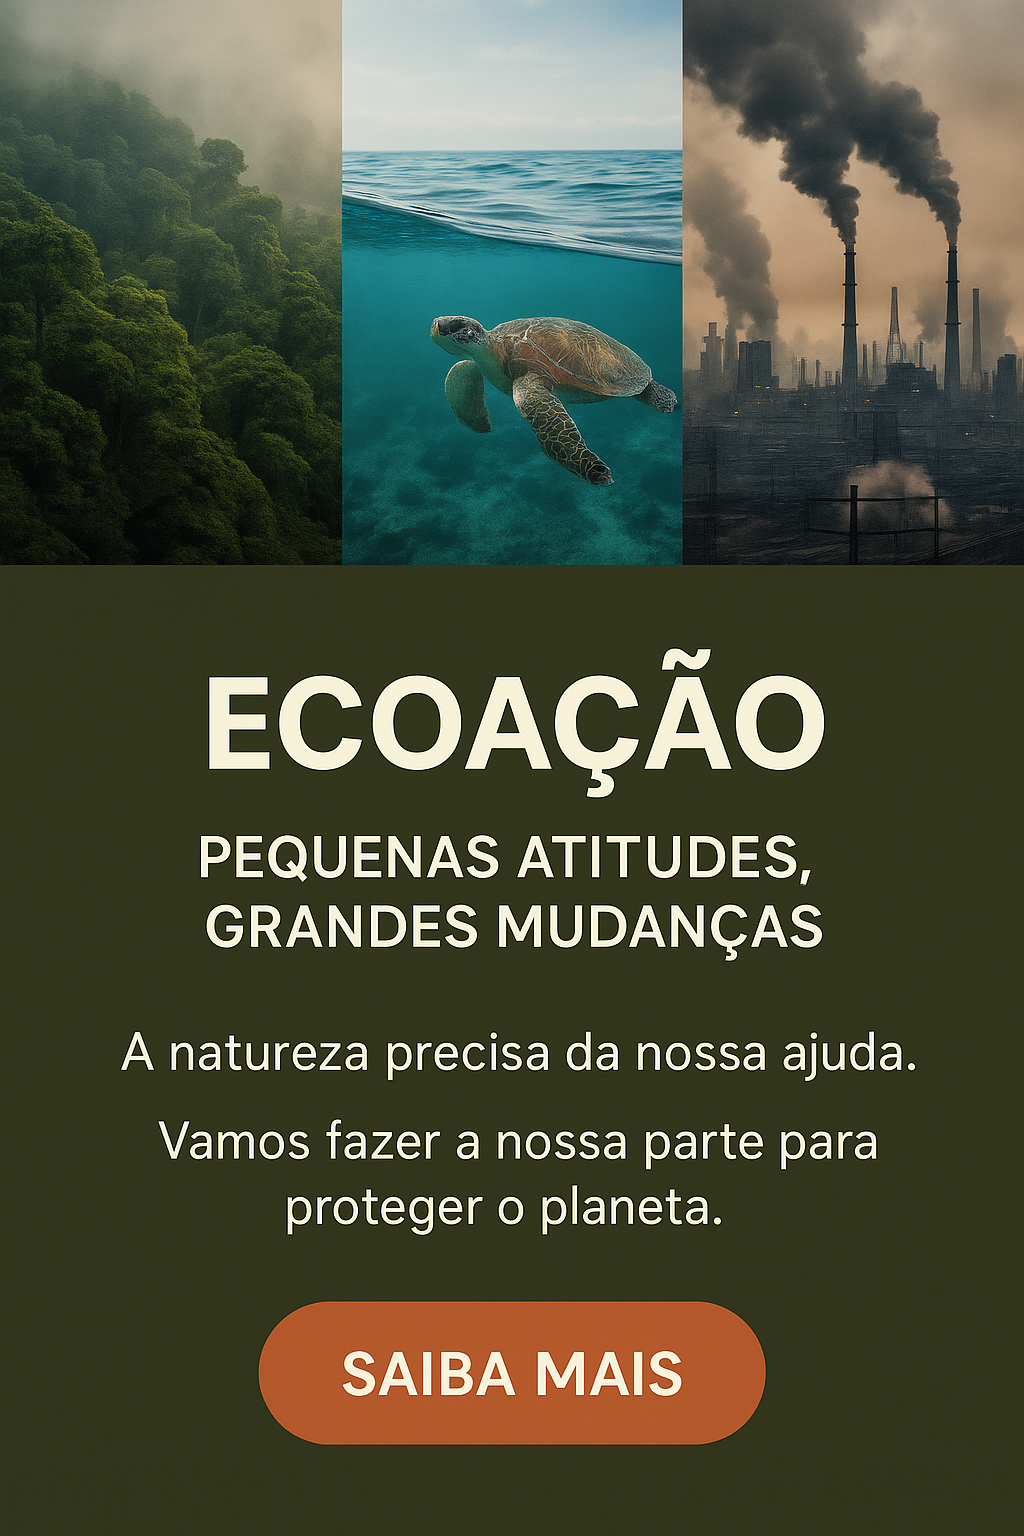 ECOAÇÃO
PEQUENAS ATITUDES,
GRANDES MUDANÇAS
A natureza precisa da nossa ajuda.
Vamos fazer a nossa parte para
proteger o planeta.
SAIBA MAIS